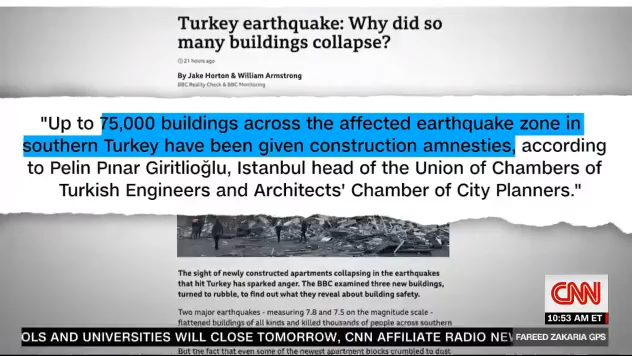 Turkey earthquake: Why did so
many buildings collapse?
21 hours ago
By Jake Horton & William Armstrong
BBC Reality Check & BBC Monitoring
"Up to 75,000 buildings across the affected earthquake zone in
southern Turkey have been given construction amnesties, according
to Pelin Pınar Giritlioğlu, Istanbul head of the Union of Chambers of
Turkish Engineers and Architects' Chamber of City Planners."
The sight of newly constructed apartments collapsing in the earthquakes
that hit Turkey has sparked anger. The BBC examined three new buildings,
turned to rubble, to find out what they reveal about building safety.
Two major earthquakes - measuring 7.8 and 7.5 on the magnitude scale -
flattened buildings of all kinds and killed thousands of people across southern
CNN
10:53 AM ET
OLS AND UNIVERSITIES WILL CLOSE TOMORROW, CNN AFFILIATE RADIO NEW
FAREED ZAKARIA GPS
But the fact that even some of the newest apartment blocks crumbled to dust